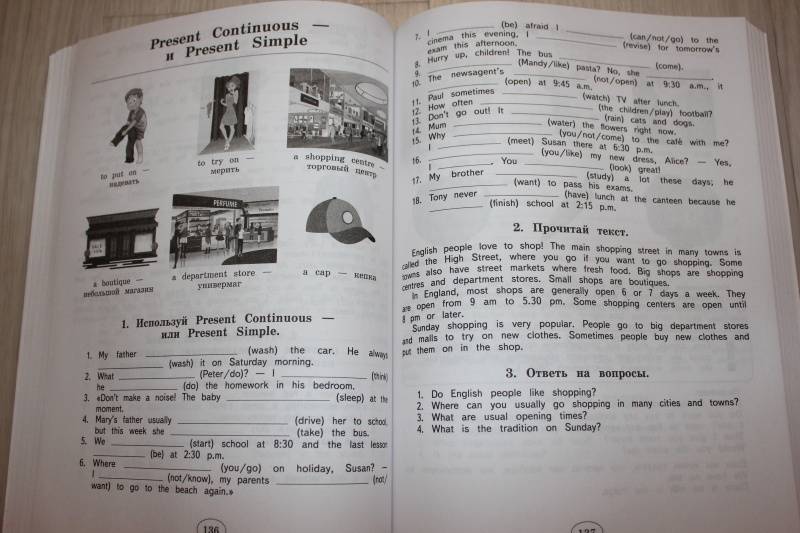 Present Continuous —
и Present Simple
to put on —
надевать
to try on —
мерить
a shopping centre —
торговый центр
PERFUME
a boutique —
небольшой магазин
a department store —
универмаг
a cap — кепка
1. Используй Present Continuous —
или Present Simple.
1. My father ____________ (wash) the car. He always
____________ (wash) it on Saturday morning.
2. What ____________ (Peter/do)? – I ____________ (think)
he ____________ (do) the homework in his bedroom.
3. «Don't make a noise! The baby ____________ (sleep) at the
moment.
4. Mary's father usually ____________ (drive) her to school,
but this week she ____________ (take) the bus.
5. We ____________ (start) school at 8:30 and the last lesson
____________ (be) at 2:30 p.m.
6. Where ____________ (you/go) on holiday, Susan? –
I ____________ (not/know), my parents ____________ (not/
want) to go to the beach again.»
136
7. I ____________ (be) afraid I ____________ (can/not/go) to the
cinema this evening, I ____________ (revise) for tomorrow's
exam this afternoon.
8. Hurry up, children! The bus ____________ (come).
9. ____________ (Mandy/like) pasta? No, she ____________.
10. The newsagent's ____________ (not/open) at 9:30 a.m., it
____________ (open) at 9:45 a.m.
11. Paul sometimes ____________ (watch) TV after lunch.
12. How often ____________ (the children/play) football?
13. Don't go out! It ____________ (rain) cats and dogs.
14. Mum ____________ (water) the flowers right now.
15. Why ____________ (you/not/come) to the café with me?
I ____________ (meet) Susan there at 6:30 p.m.
16. ____________ (you/like) my new dress, Alice? – Yes,
I ____________. You ____________ (look) great!
17. My brother ____________ (study) a lot these days; he
____________ (want) to pass his exams.
18. Tony never ____________ (have) lunch at the canteen because he
____________ (finish) school at 2:15 p.m.
2. Прочитай текст.
English people love to shop! The main shopping street in many towns is
called the High Street, where you go if you want to go shopping. Some
towns also have street markets where fresh food. Big shops are shopping
centres and department stores. Small shops are boutiques.
In England, most shops are generally open 6 or 7 days a week. They
are open from 9 am to 5.30 pm. Some shopping centres are open until
8 pm or later.
Sunday shopping is very popular. People go to big department stores
and malls to try on new clothes. Sometimes people buy new clothes and
put them on in the shop.
3. Ответь на вопросы.
1. Do English people like shopping?
2. Where can you usually go shopping in many cities and towns?
3. What are usual opening times?
4. What is the tradition on Sunday?
137